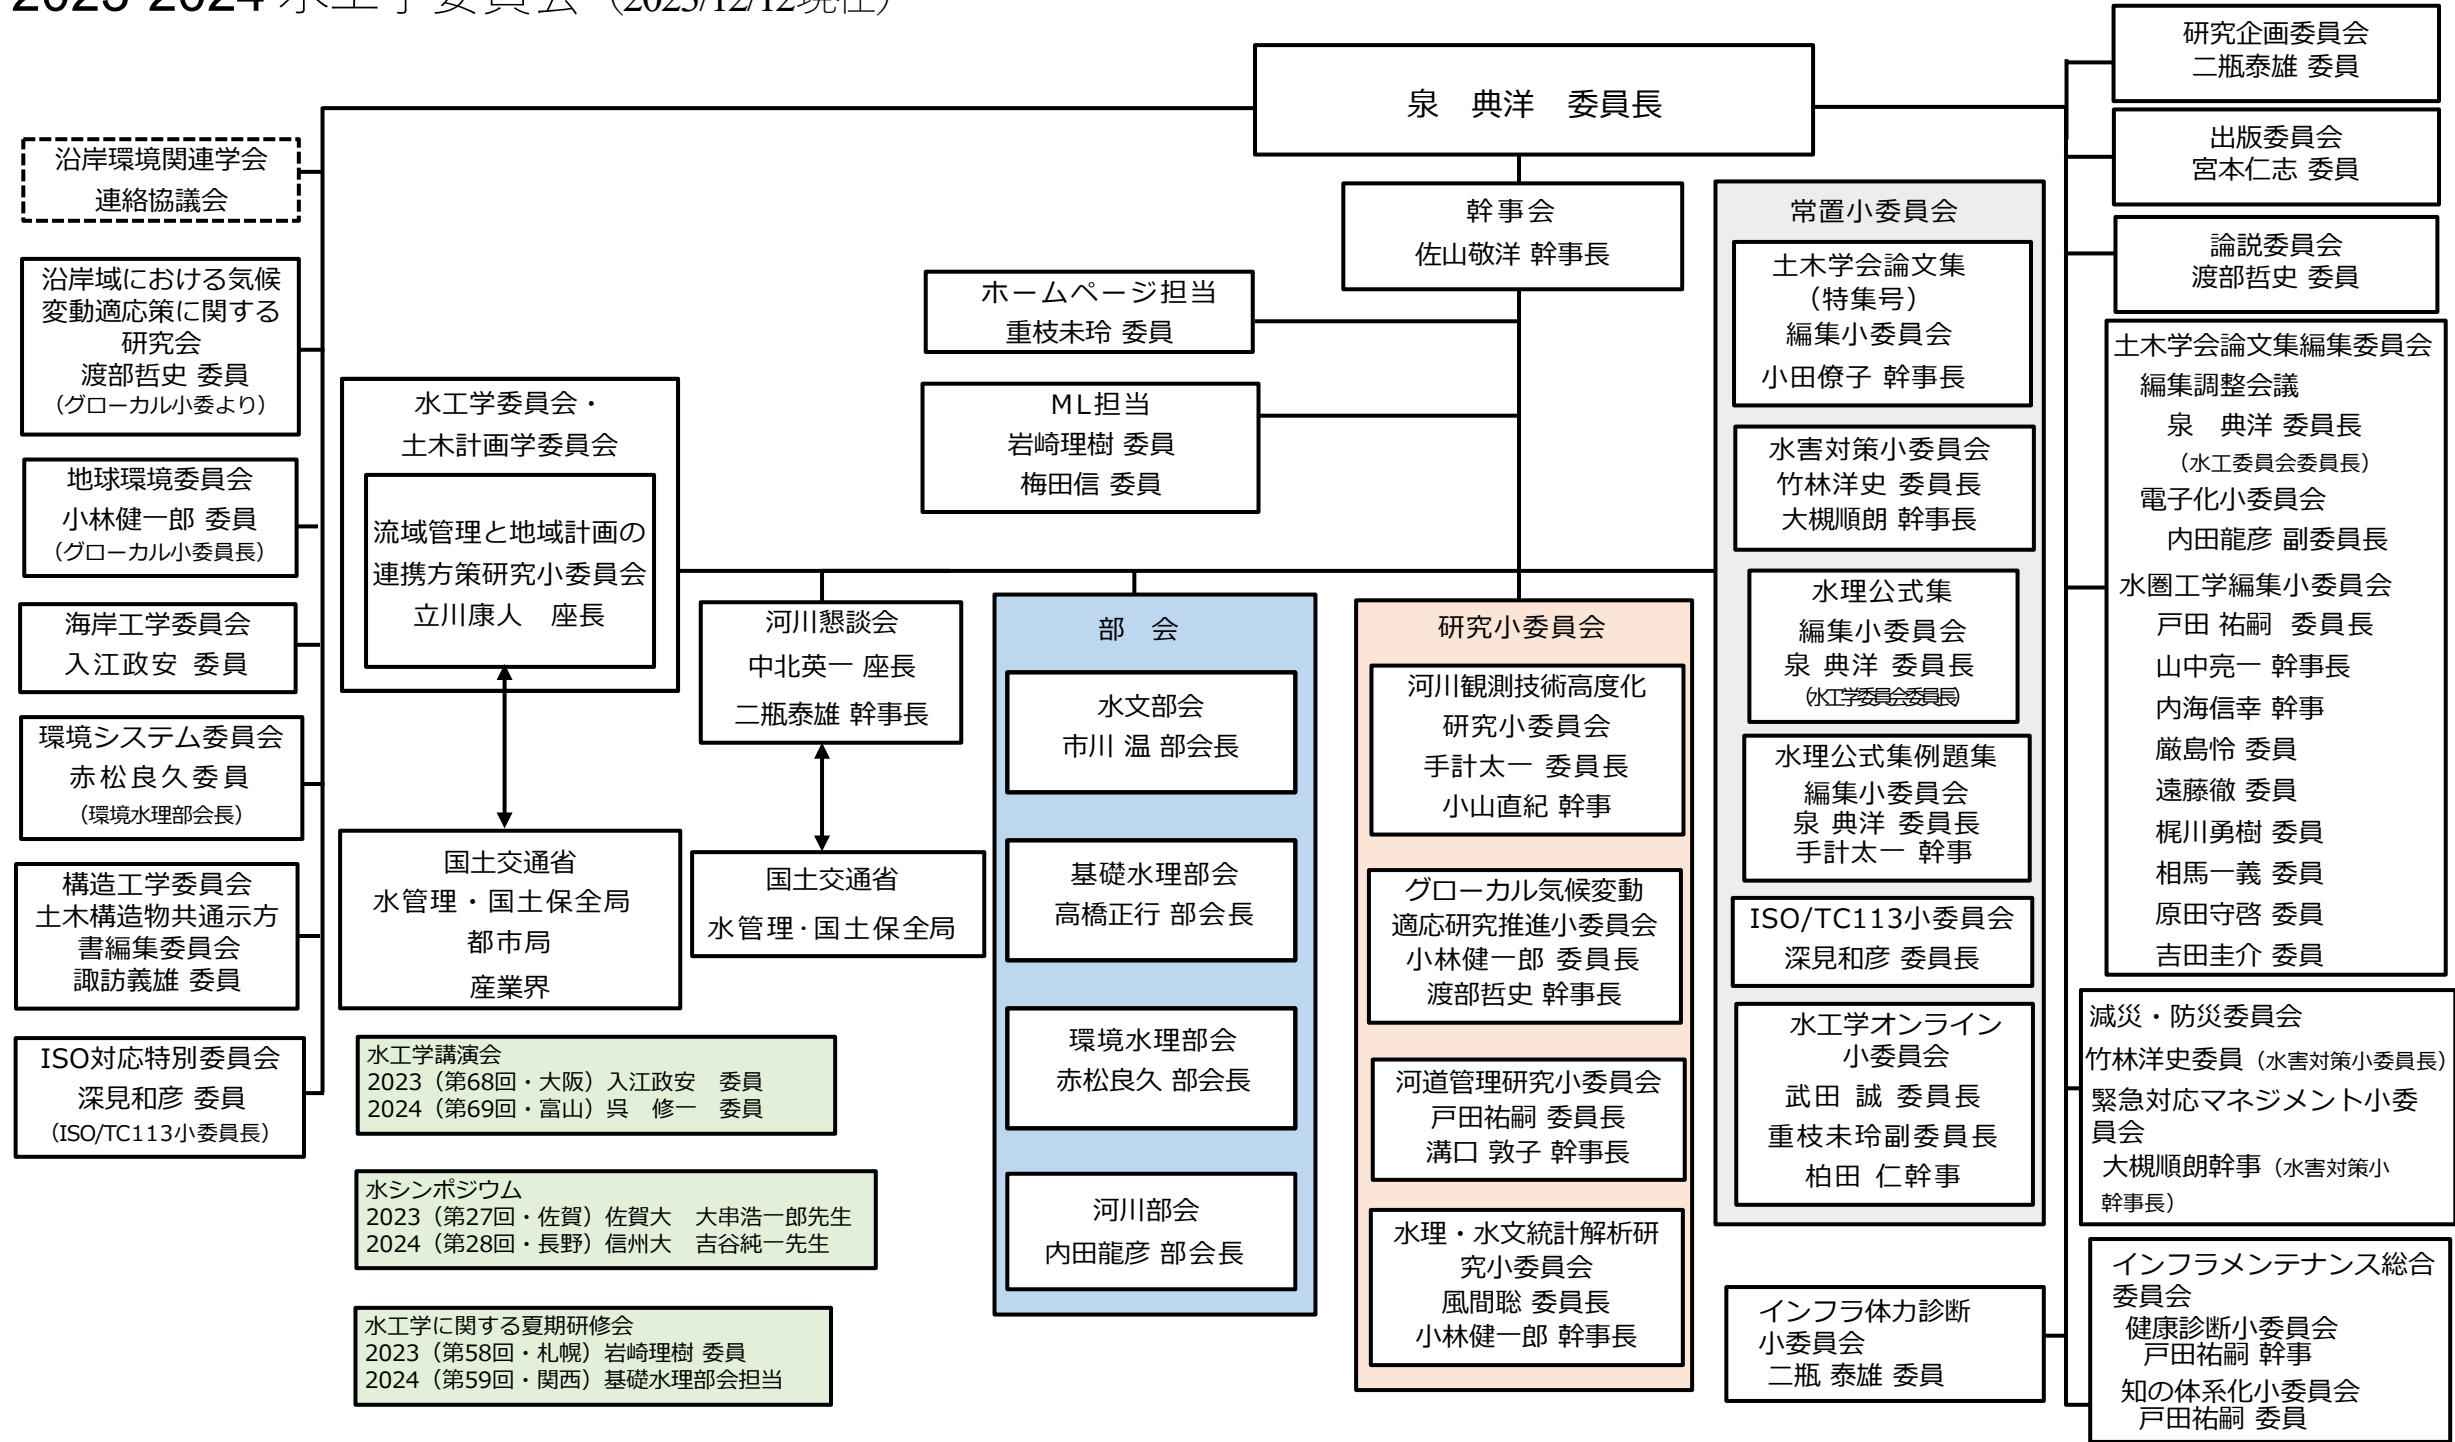 2023-2024 水工学委員会（2023/12/12現在）
泉　典洋　委員長
幹事会
佐山敬洋 幹事長
ホームページ担当
重枝未玲 委員
ML担当
岩崎理樹 委員
梅田信 委員
沿岸環境関連学会
連絡協議会
沿岸域における気候
変動適応策に関する
研究会
渡部哲史 委員
（グローカル小委より）
地球環境委員会
小林健一郎 委員
（グローカル小委員長）
海岸工学委員会
入江政安 委員
環境システム委員会
赤松良久委員
（環境水理部会長）
構造工学委員会
土木構造物共通示方
書編集委員会
諏訪義雄 委員
ISO対応特別委員会
深見和彦 委員
（ISO/TC113小委員長）
水工学委員会・
土木計画学委員会
流域管理と地域計画の
連携方策研究小委員会
立川康人　座長
国土交通省
水管理・国土保全局
都市局
産業界
河川懇談会
中北英一 座長
二瓶泰雄 幹事長
国土交通省
水管理・国土保全局
水工学講演会
2023（第68回・大阪）入江政安　委員
2024（第69回・富山）呉　修一　委員
水シンポジウム
2023（第27回・佐賀）佐賀大　大串浩一郎先生
2024（第28回・長野）信州大　吉谷純一先生
水工学に関する夏期研修会
2023（第58回・札幌）岩崎理樹 委員
2024（第59回・関西）基礎水理部会担当
部　会
水文部会
市川 温 部会長
基礎水理部会
高橋正行 部会長
環境水理部会
赤松良久 部会長
河川部会
内田龍彦 部会長
研究小委員会
河川観測技術高度化
研究小委員会
手計太一 委員長
小山直紀 幹事
グローカル気候変動
適応研究推進小委員会
小林健一郎 委員長
渡部哲史 幹事長
河道管理研究小委員会
戸田祐嗣 委員長
溝口 敦子 幹事長
水理・水文統計解析研
究小委員会
風間聡 委員長
小林健一郎 幹事長
常置小委員会
土木学会論文集
（特集号）
編集小委員会
小田僚子 幹事長
水害対策小委員会
竹林洋史 委員長
大槻順朗 幹事長
水理公式集
編集小委員会
泉 典洋 委員長
（水工学委員会委員長）
水理公式集例題集
編集小委員会
泉 典洋 委員長
手計太一 幹事
ISO/TC113小委員会
深見和彦 委員長
水工学オンライン
小委員会
武田 誠 委員長
重枝未玲副委員長
柏田 仁幹事
インフラ体力診断
小委員会
二瓶 泰雄 委員
研究企画委員会
二瓶泰雄 委員
出版委員会
宮本仁志 委員
論説委員会
渡部哲史 委員
土木学会論文集編集委員会
編集調整会議
泉　典洋 委員長
（水工委員会委員長）
電子化小委員会
内田龍彦 副委員長
水圏工学編集小委員会
戸田 祐嗣 委員長
山中亮一 幹事長
内海信幸 幹事
厳島怜 委員
遠藤徹 委員
梶川勇樹 委員
相馬一義 委員
原田守啓 委員
吉田圭介 委員
減災・防災委員会
竹林洋史委員（水害対策小委員長）
緊急対応マネジメント小委
員会
大槻順朗幹事（水害対策小
幹事長）
インフラメンテナンス総合
委員会
健康診断小委員会
戸田祐嗣 幹事
知の体系化小委員会
戸田祐嗣 委員